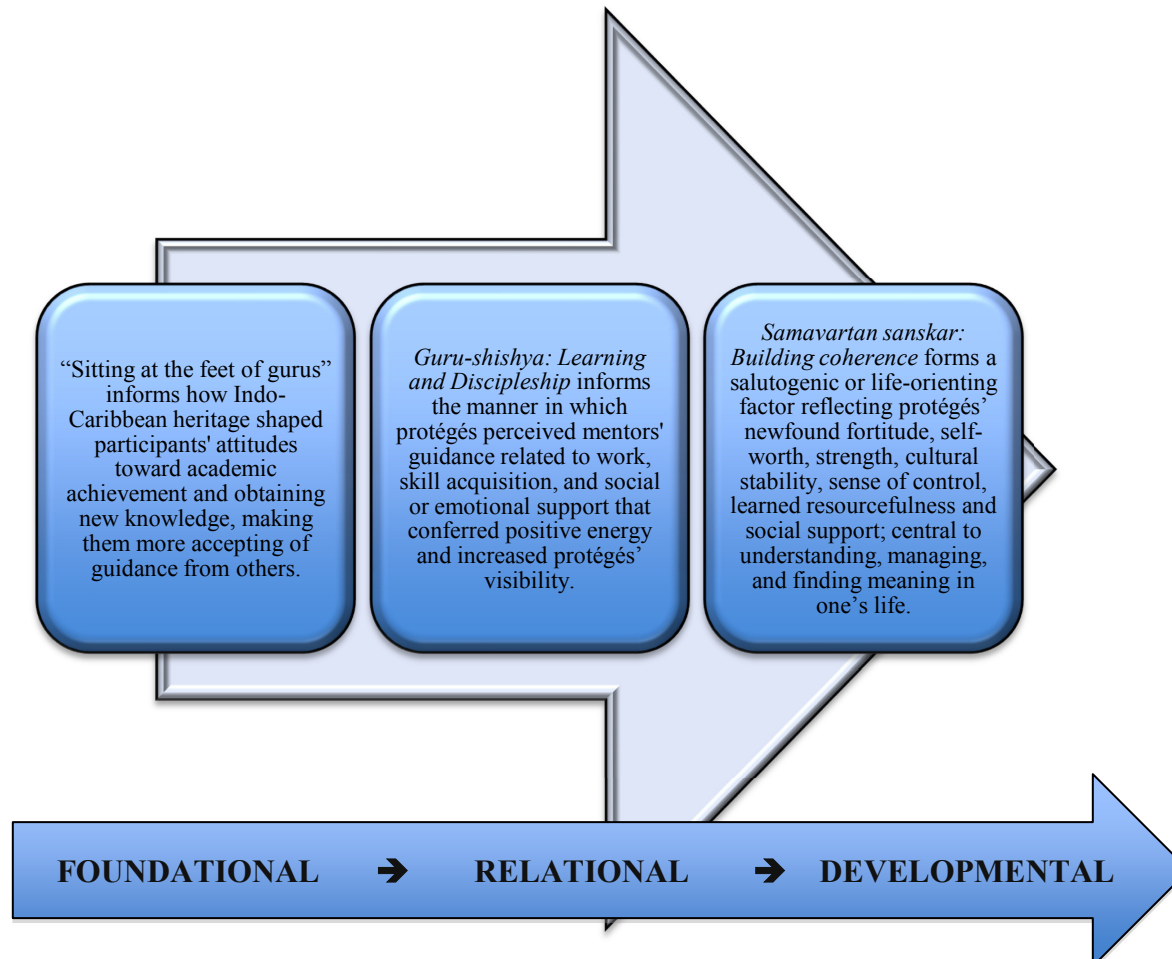 “Sitting at the feet of gurus”
informs how Indo-
Caribbean heritage shaped
participants' attitudes
toward academic
achievement and obtaining
new knowledge, making
them more accepting of
guidance from others.
Guru-shishya: Learning
and Discipleship informs
the manner in which
protégés perceived mentors'
guidance related to work,
skill acquisition, and social
or emotional support that
conferred positive energy
and increased protégés’
visibility.
Samavartan sanskar:
Building coherence forms a
salutogenic or life-orienting
factor reflecting protégés’
newfound fortitude, self-
worth, strength, cultural
stability, sense of control,
learned resourcefulness and
social support; central to
understanding, managing,
and finding meaning in
one’s life.
FOUNDATIONAL ➔ RELATIONAL ➔ DEVELOPMENTAL